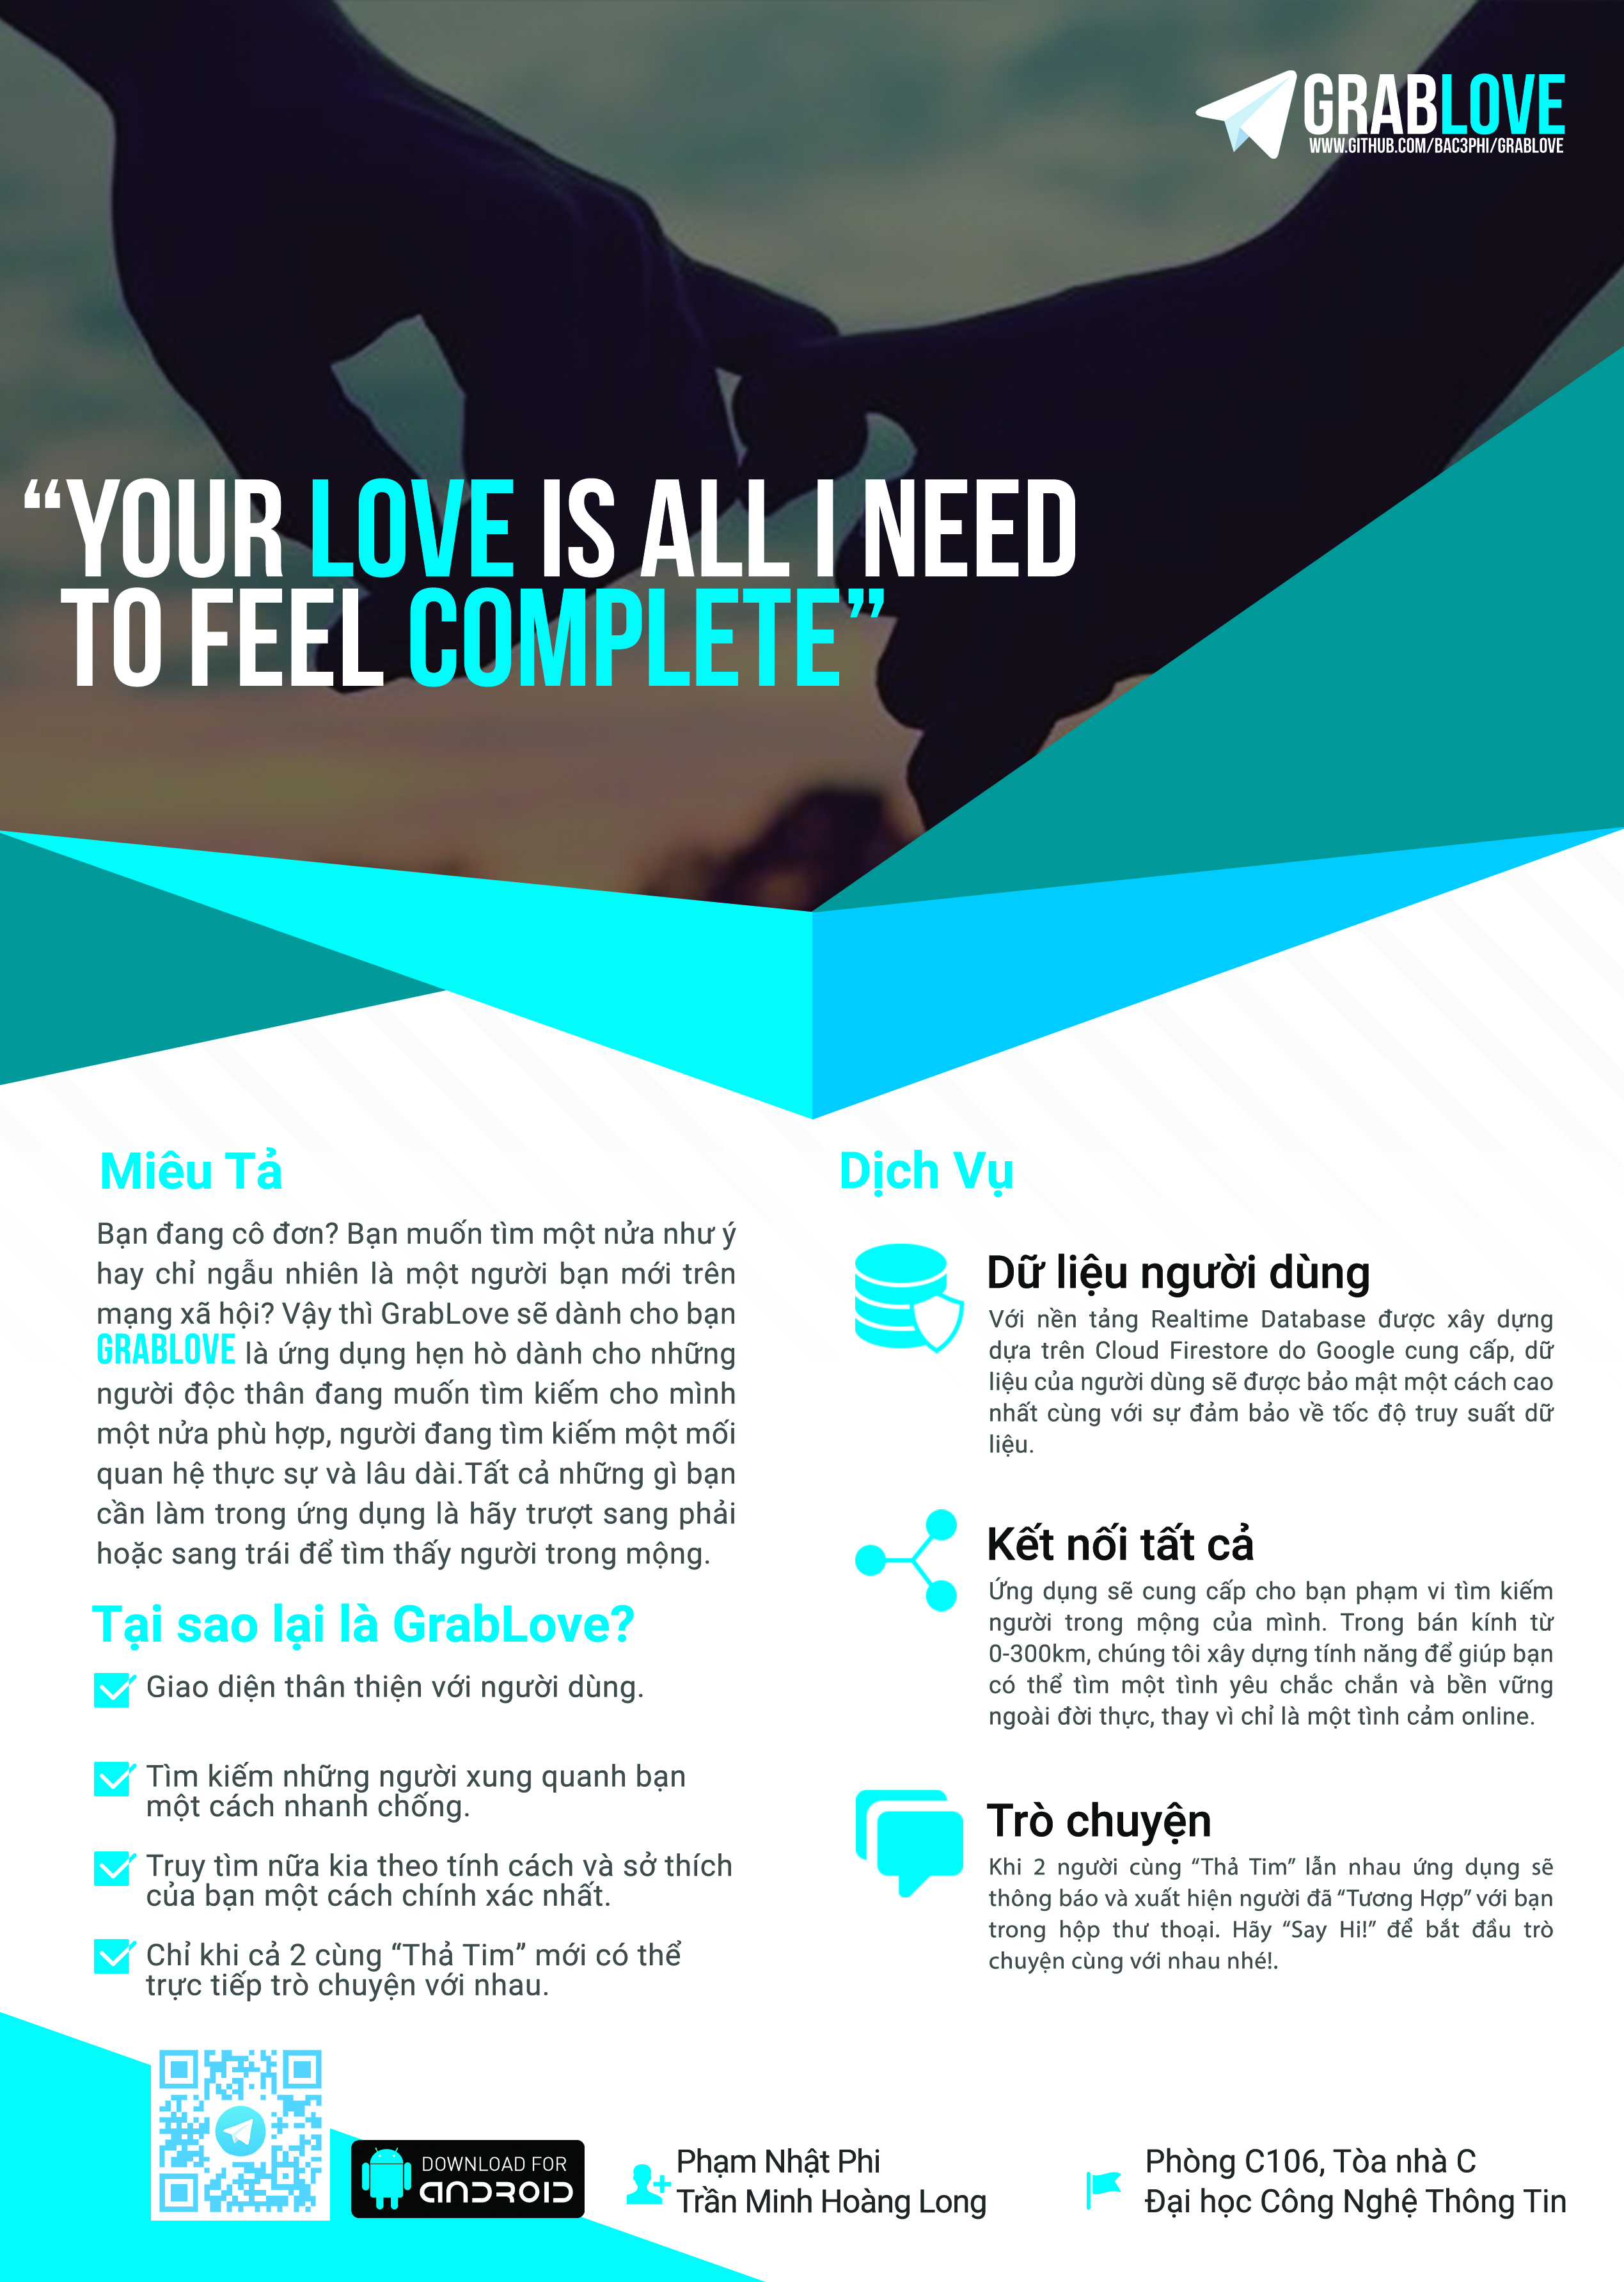 GRABLOVE
WWW.GITHUB.COM/BAC3PHI/GRABLOVE
“YOUR LOVE IS ALL I NEED
TO FEEL COMPLETE”
Miêu Tả
Bạn đang cô đơn? Bạn muốn tìm một nửa như ý
hay chỉ ngẫu nhiên là một người bạn mới trên
mạng xã hội? Vậy thì GrabLove sẽ dành cho bạn
GRABLOVE là ứng dụng hẹn hò dành cho những
người độc thân đang muốn tìm kiếm cho mình
một nửa phù hợp, người đang tìm kiếm một mối
quan hệ thực sự và lâu dài.Tất cả những gì bạn
cần làm trong ứng dụng là hãy trượt sang phải
hoặc sang trái để tìm thấy người trong mộng.
Tại sao lại là GrabLove?
Giao diện thân thiện với người dùng.
Tìm kiếm những người xung quanh bạn
một cách nhanh chống.
Truy tìm nữa kia theo tính cách và sở thích
của bạn một cách chính xác nhất.
Chỉ khi cả 2 cùng “Thả Tim” mới có thể
trực tiếp trò chuyện với nhau.
Dịch Vụ
Dữ liệu người dùng
Với nền tảng Realtime Database được xây dựng
dựa trên Cloud Firestore do Google cung cấp, dữ
liệu của người dùng sẽ được bảo mật một cách cao
nhất cùng với sự đảm bảo về tốc độ truy suất dữ
liệu.
Kết nối tất cả
Ứng dụng sẽ cung cấp cho bạn phạm vi tìm kiếm
người trong mộng của mình. Trong bán kính từ
0-300km, chúng tôi xây dựng tính năng để giúp bạn
có thể tìm một tình yêu chắc chắn và bền vững
ngoài đời thực, thay vì chỉ là một tình cảm online.
Trò chuyện
Khi 2 người cùng “Thả Tim” lẫn nhau ứng dụng sẽ
thông báo và xuất hiện người đã “Tương Hợp” với bạn
trong hộp thư thoại. Hãy “Say Hi!” để bắt đầu trò
chuyện cùng với nhau nhé!.
DOWNLOAD FOR
ANDROID
Phạm Nhật Phi
Trần Minh Hoàng Long
Phòng C106, Tòa nhà C
Đại học Công Nghệ Thông Tin